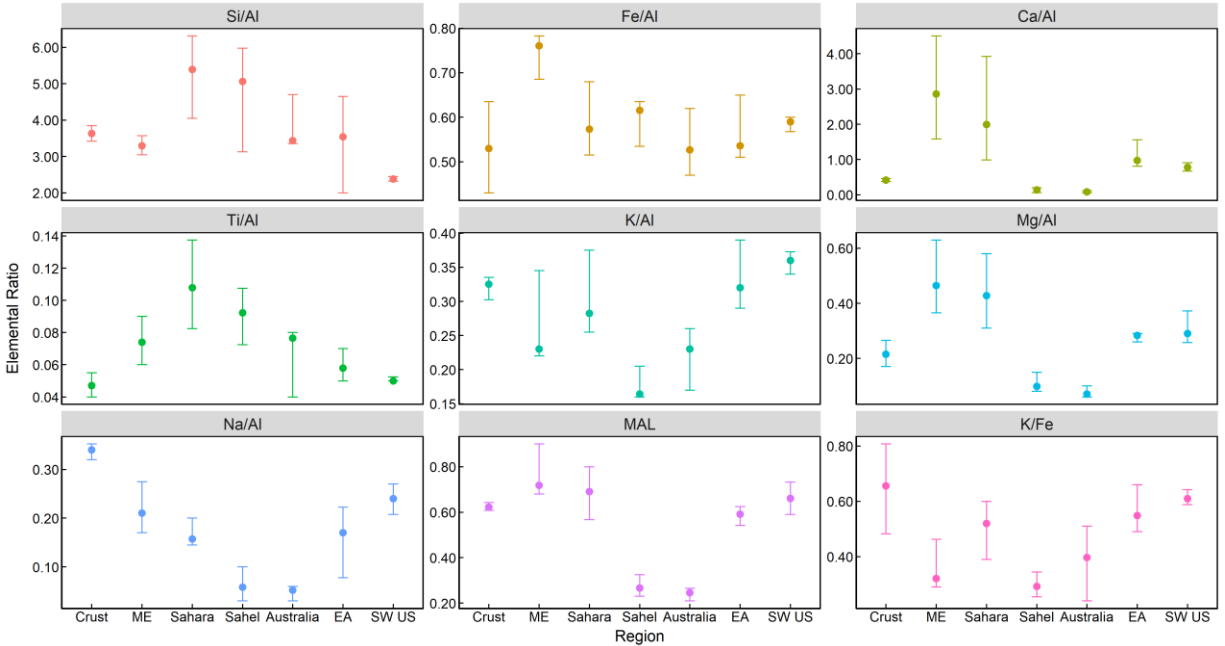 Si/Al
Fe/Al
Ca/Al
6.00
5.00
4.00
3.00
2.00
0.80
0.70
0.60
0.50
4.00
3.00
2.00
1.00
0.00
Ti/Al
K/Al
Mg/Al
0.14
0.12
0.10
0.08
0.06
0.04
0.40
0.35
0.30
0.25
0.20
0.15
0.60
0.40
0.20
Na/Al
MAL
K/Fe
0.30
0.20
0.10
0.80
0.60
0.40
0.20
0.80
0.60
0.40
Crust ME Sahara Sahel Australia EA SW US
Crust ME Sahara Sahel Australia EA SW US
Crust ME Sahara Sahel Australia EA SW US
Elemental Ratio
Region